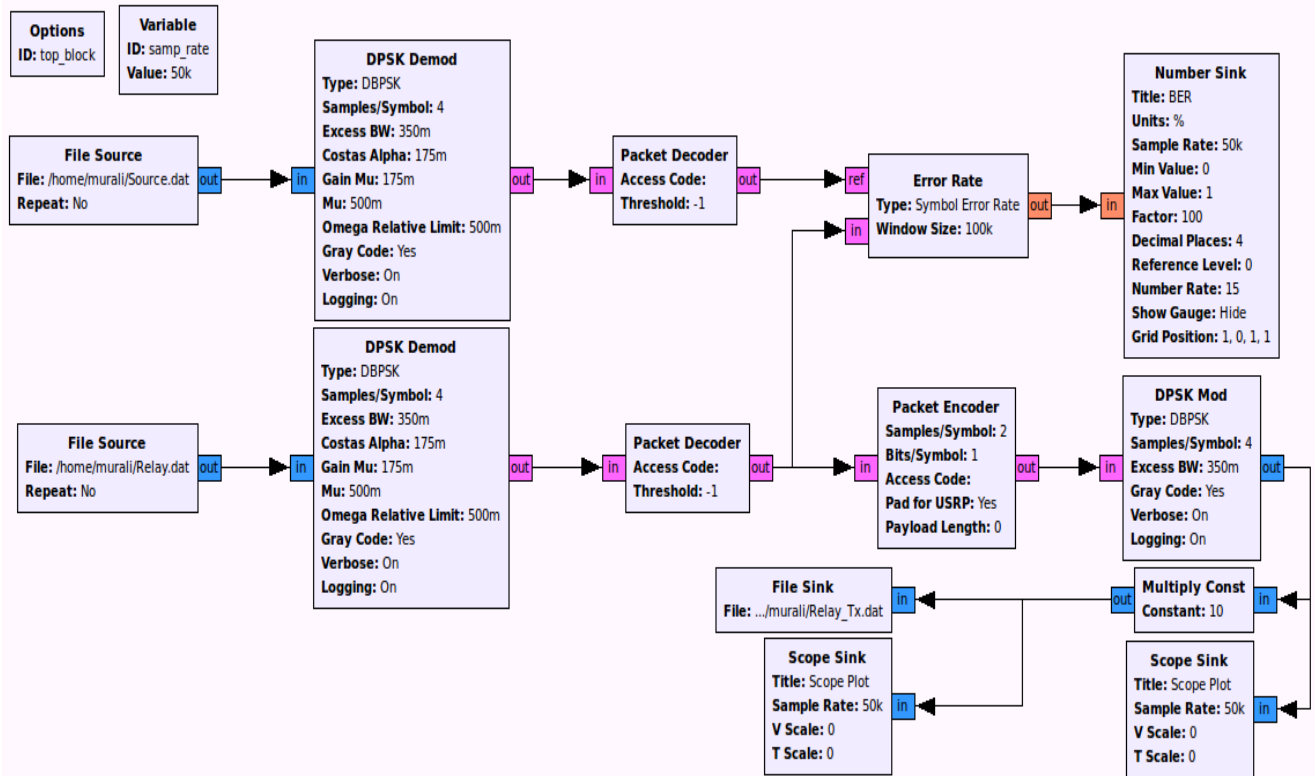 Options
ID: top_block
Variable
ID: samp_rate
Value: 50k
File Source
File: /home/murali/Source.dat
Repeat: No
out
in
DPSK Demod
Type: DBPSK
Samples/Symbol: 4
Excess BW: 350m
Costas Alpha: 175m
Gain Mu: 175m
Mu: 500m
Omega Relative Limit: 500m
Gray Code: Yes
Verbose: On
Logging: On
out
in
Packet Decoder
Access Code:
Threshold: -1
out
ref
in
Error Rate
Type: Symbol Error Rate
Window Size: 100k
out
in
Number Sink
Title: BER
Units: %
Sample Rate: 50k
Min Value: 0
Max Value: 1
Factor: 100
Decimal Places: 4
Reference Level: 0
Number Rate: 15
Show Gauge: Hide
Grid Position: 1, 0, 1, 1
File Source
File: /home/murali/Relay.dat
Repeat: No
out
in
DPSK Demod
Type: DBPSK
Samples/Symbol: 4
Excess BW: 350m
Costas Alpha: 175m
Gain Mu: 175m
Mu: 500m
Omega Relative Limit: 500m
Gray Code: Yes
Verbose: On
Logging: On
out
in
Packet Decoder
Access Code:
Threshold: -1
out
in
Packet Encoder
Samples/Symbol: 2
Bits/Symbol: 1
Access Code:
Pad for USRP: Yes
Payload Length: 0
out
in
DPSK Mod
Type: DBPSK
Samples/Symbol: 4
Excess BW: 350m
Gray Code: Yes
Verbose: On
Logging: On
out
File Sink
File: .../murali/Relay_Tx.dat
in
out
Multiply Const
Constant: 10
in
Scope Sink
Title: Scope Plot
Sample Rate: 50k
V Scale: 0
T Scale: 0
in
Scope Sink
Title: Scope Plot
Sample Rate: 50k
V Scale: 0
T Scale: 0
in